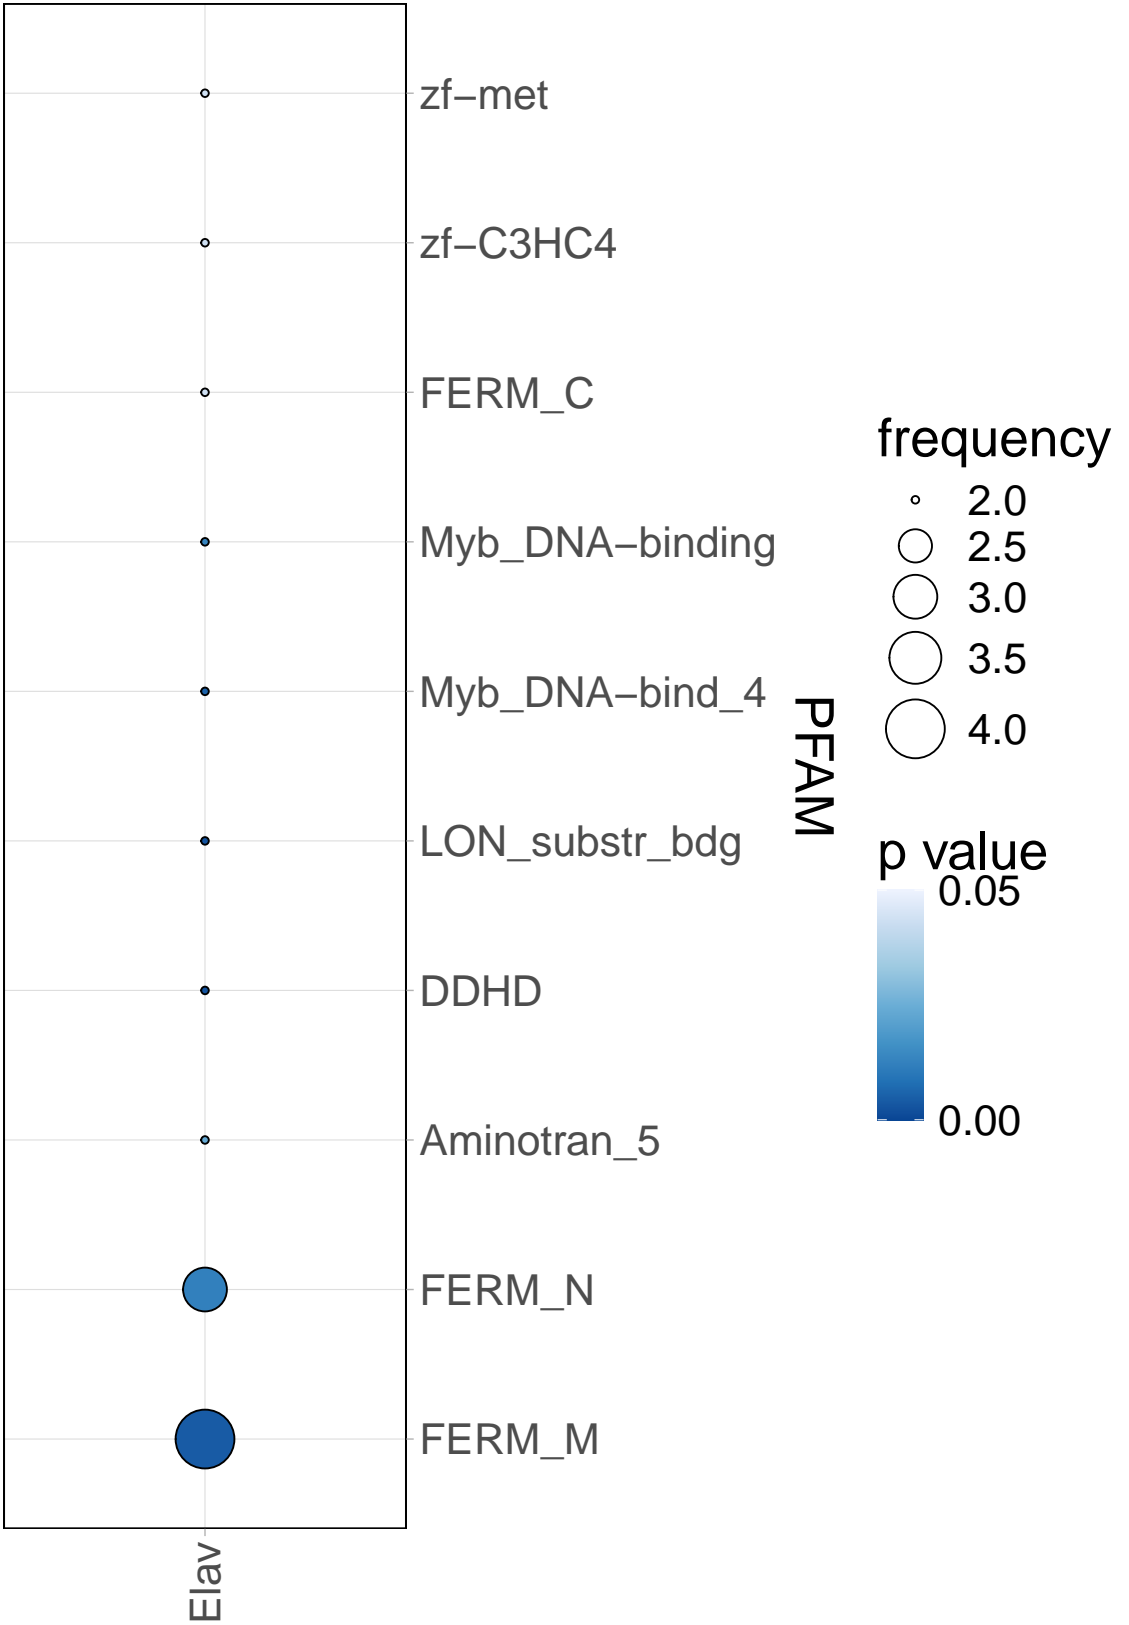 zf−met
zf−C3HC4
FERM_C
Myb_DNA−binding
Myb_DNA−bind_4
LON_substr_bdg
DDHD
Aminotran_5
FERM_N
FERM_M
Elav
PFAM
frequency
2.0
2.5
3.0
3.5
4.0
p value
0.05
0.00